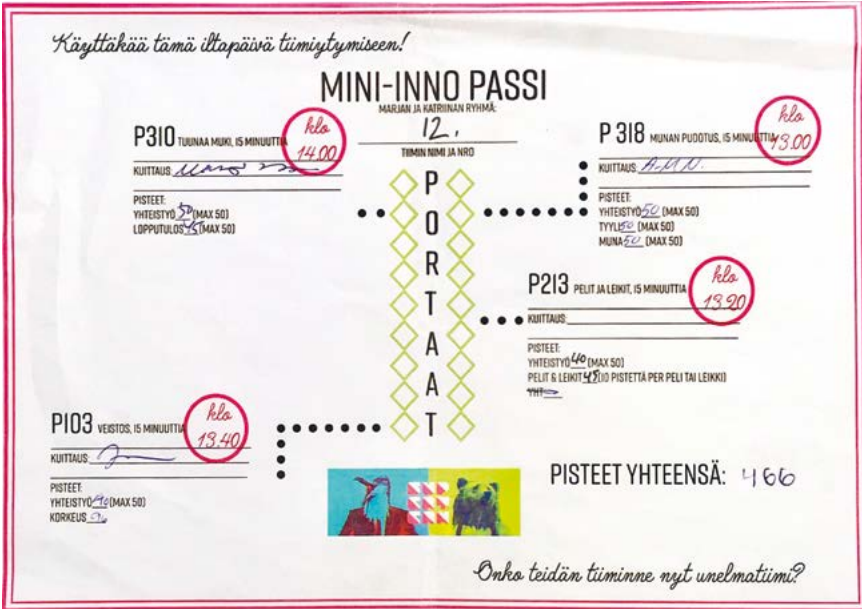 Käyttäkää tämä iltapäivä tiimiytymiseen!
MINI-INNO PASSI
MARJAN JA KATRIINAN RYHMÄ:
12.
TIIMIN NIMI JA NRO
P310 TUUNAA MUKI, 15 MINUUTTIA
klo
14.00
KUITTAUS:
PISTEET:
YHTEISTYÖ 50 (MAX 50)
LOPPUTULOS 45 (MAX 50)
P 318 MUNAN PUDOTUS, 15 MINUUTTIA
klo
13.00
KUITTAUS: A-M.N.
PISTEET:
YHTEISTYÖ 50 (MAX 50)
TYYLI 50 (MAX 50)
MUNA 50 (MAX 50)
PORTAAT
P213 PELIT JA LEIKIT, 15 MINUUTTIA
klo
13.20
KUITTAUS:
PISTEET:
YHTEISTYÖ 40 (MAX 50)
PELIT & LEIKIT 45 (10 PISTETTÄ PER PELI TAI LEIKKI)
YHT
P103 VEISTOS, 15 MINUUTTIA
klo
13.40
KUITTAUS:
PISTEET:
YHTEISTYÖ (MAX 50)
KORKEUS
PISTEET YHTEENSÄ: 466
Onko teidän tiiminne nyt unelmatiimi?